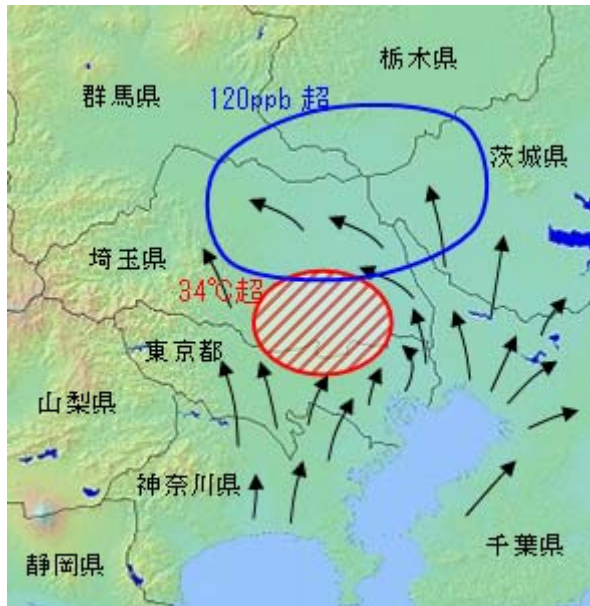 栃木県
群馬県
120ppb 超
茨城県
埼玉県
34℃超
東京都
山梨県
神奈川県
千葉県
静岡県